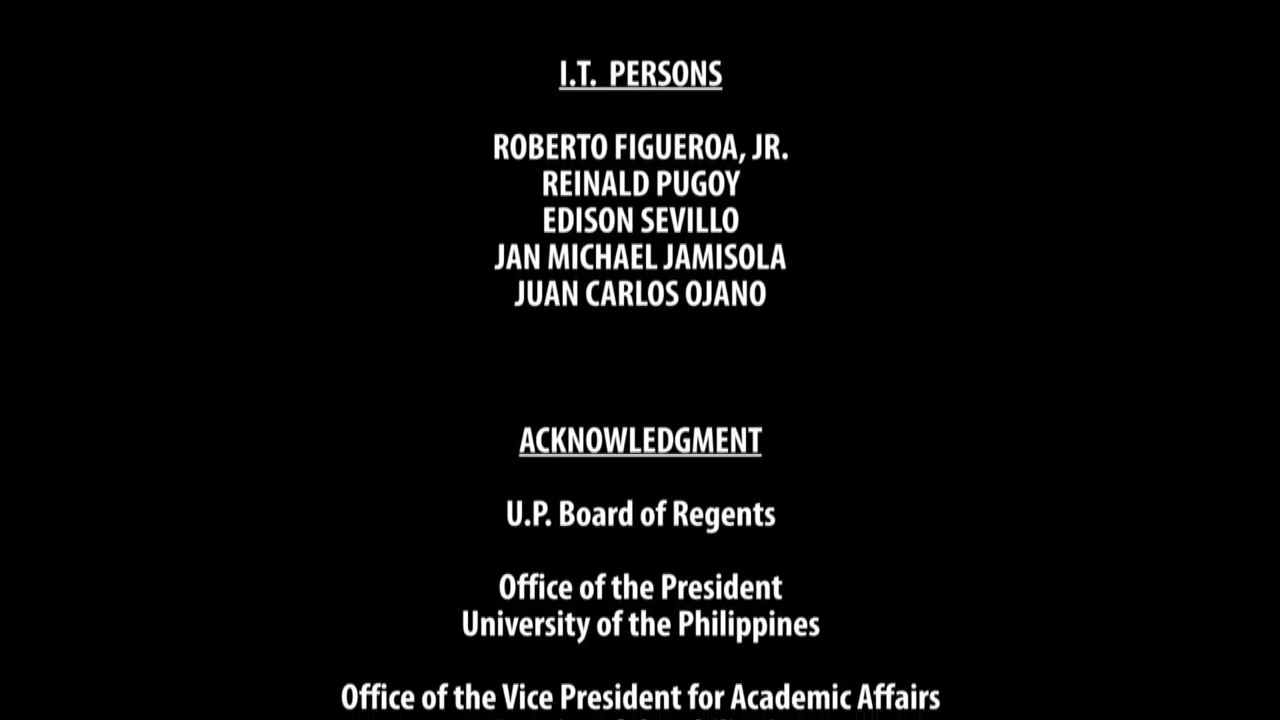 I.T. PERSONS
ROBERTO FIGUEROA, JR.
REINALD PUGOY
EDISON SEVILLO
JAN MICHAEL JAMISOLA
JUAN CARLOS OJANO
ACKNOWLEDGMENT
U.P. Board of Regents
Office of the President
University of the Philippines
Office of the Vice President for Academic Affairs